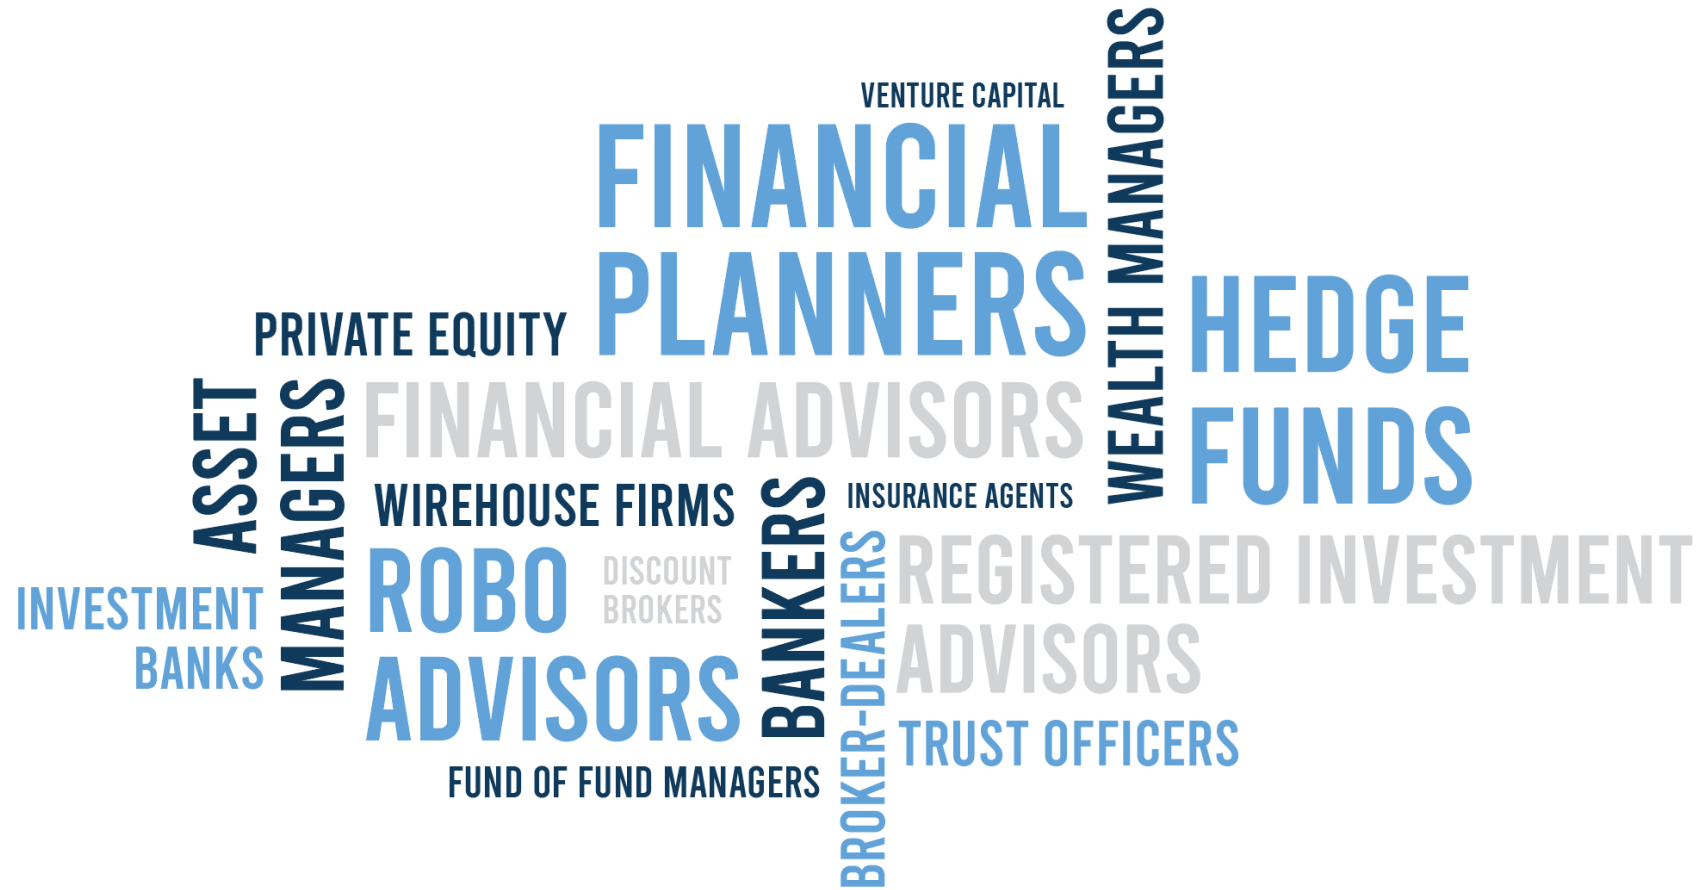 VENTURE CAPITAL
FINANCIAL
PLANNERS
WEALTH MANAGERS
HEDGE
FUNDS
PRIVATE EQUITY
ASSET
MANAGERS
FINANCIAL ADVISORS
WIREHOUSE FIRMS
BANKERS
INSURANCE AGENTS
INVESTMENT
BANKS
ROBO
ADVISORS
DISCOUNT
BROKERS
BROKER-DEALERS
REGISTERED INVESTMENT
ADVISORS
TRUST OFFICERS
FUND OF FUND MANAGERS